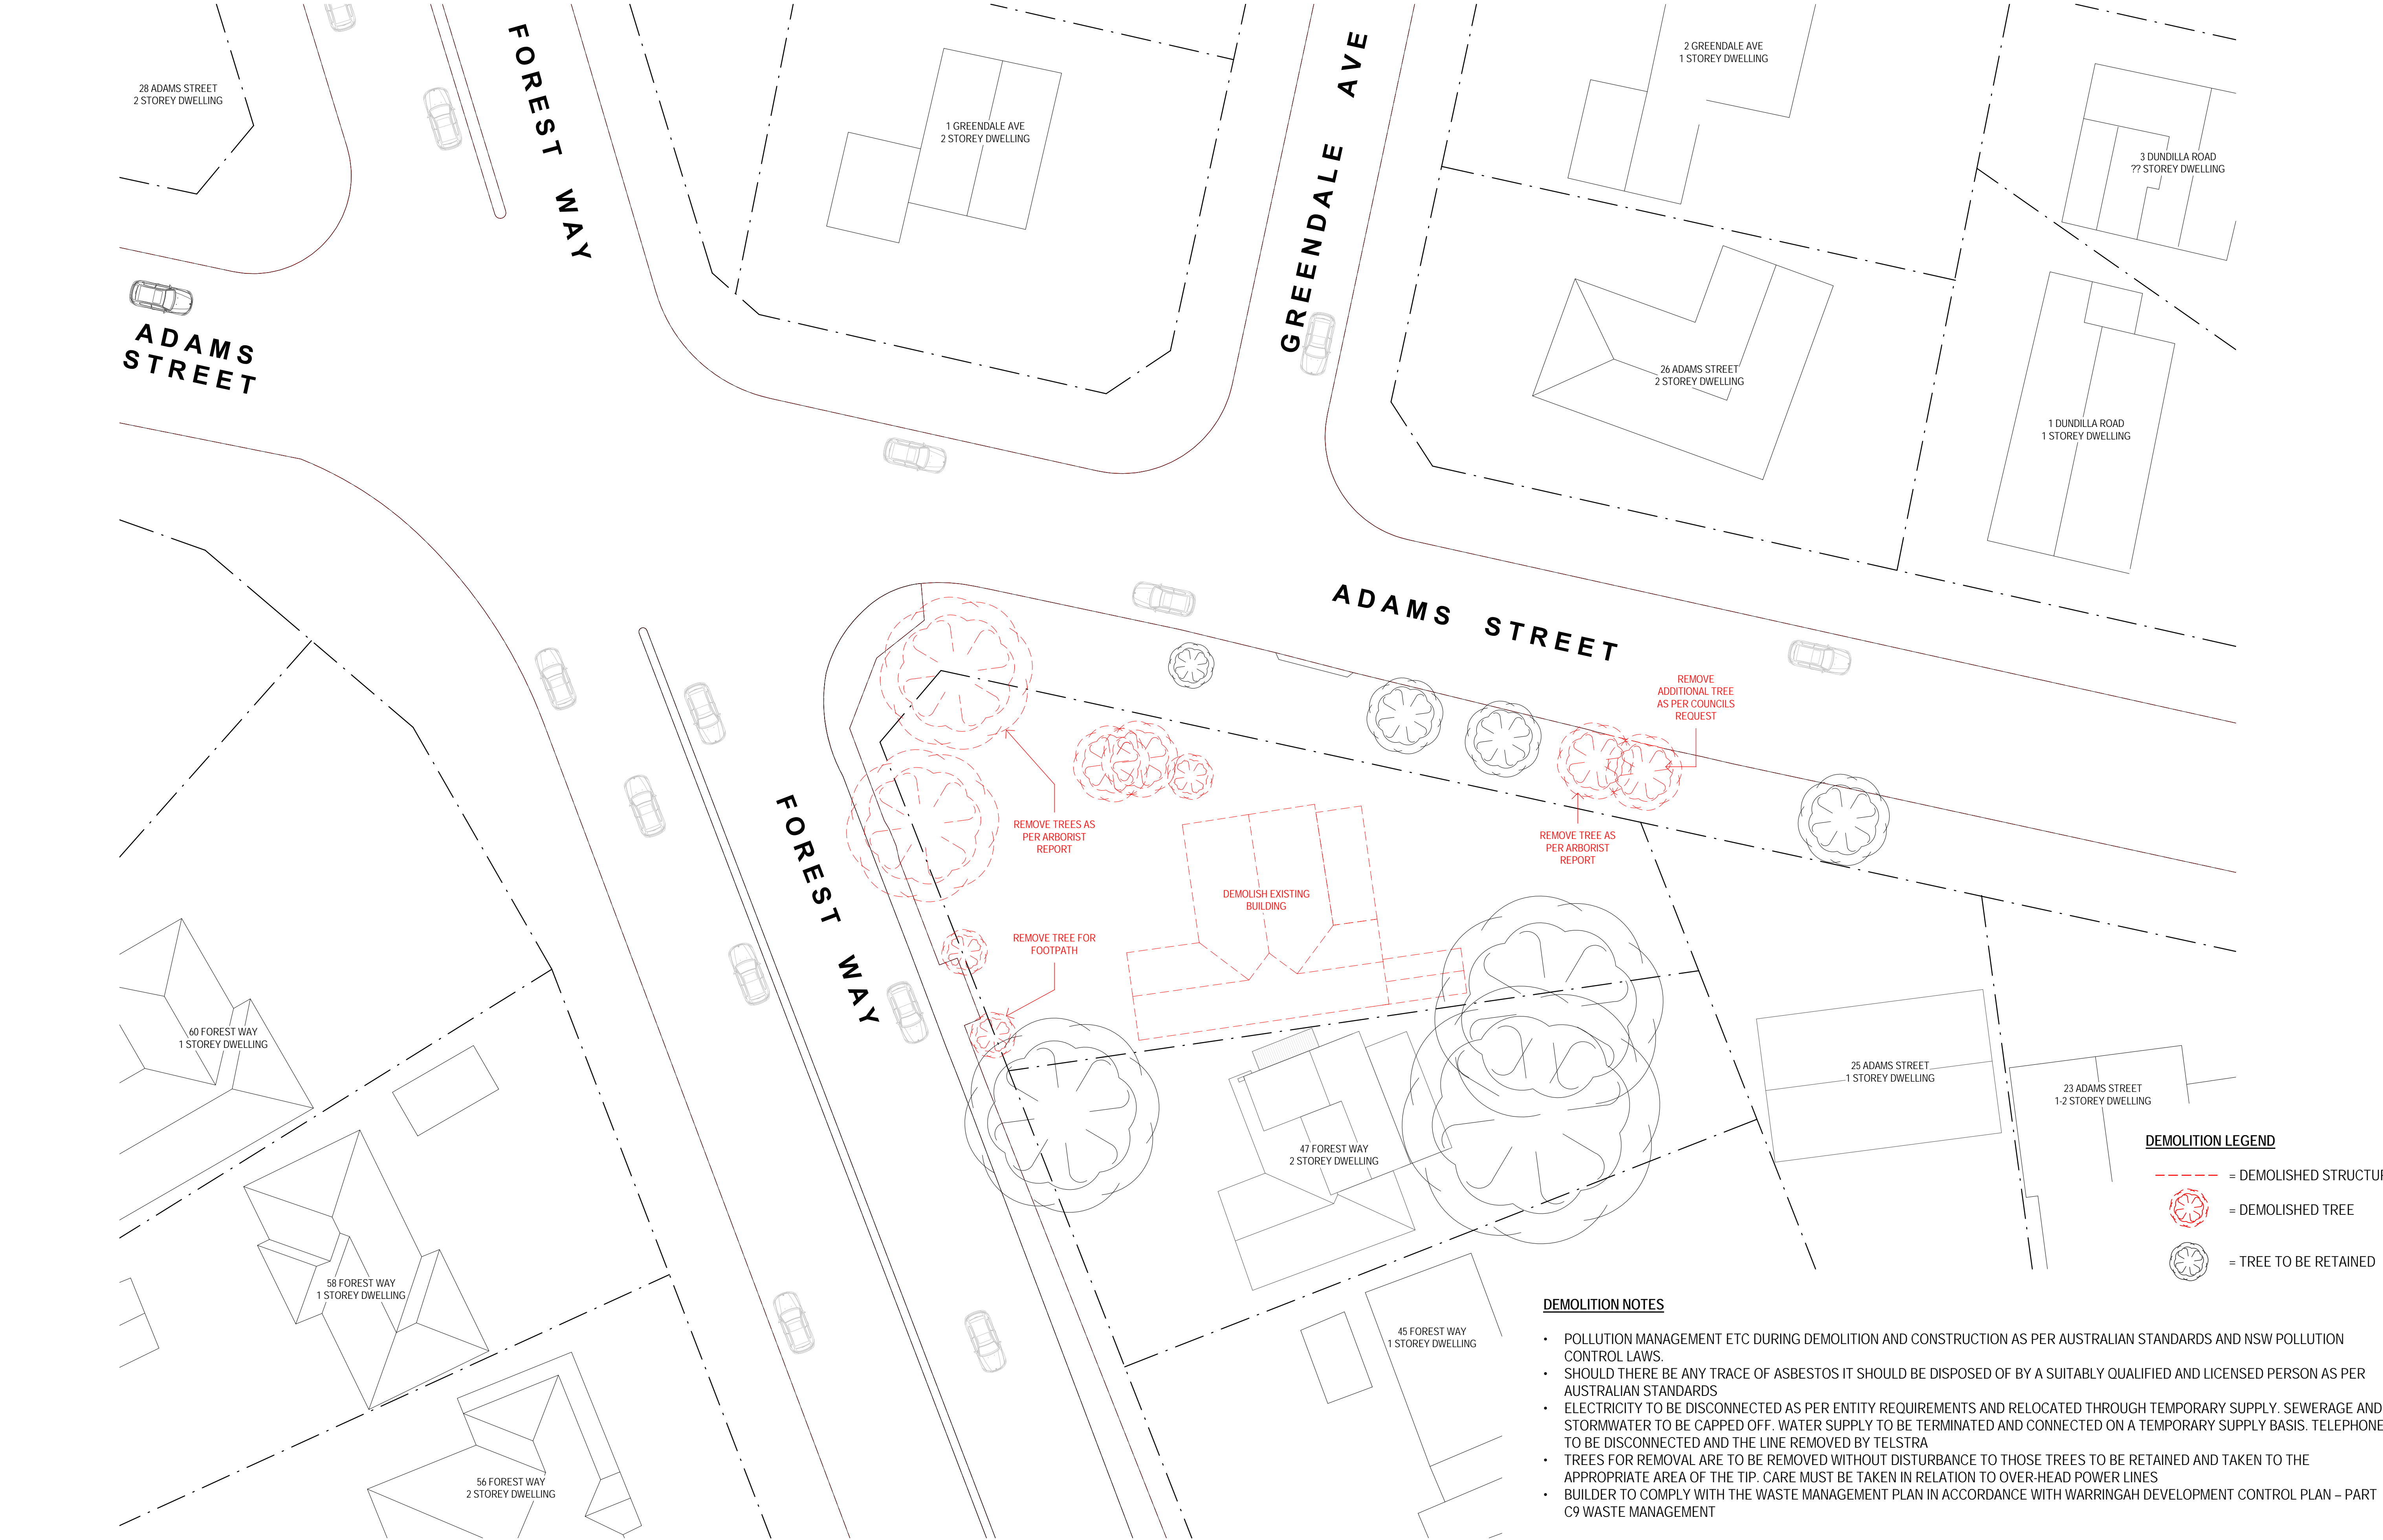 FOREST WAY
GREENDALE AVE
2 GREENDALE AVE
1 STOREY DWELLING
28 ADAMS STREET
2 STOREY DWELLING
1 GREENDALE AVE
2 STOREY DWELLING
3 DUNDILLA ROAD
?? STOREY DWELLING
ADAMS
STREET
26 ADAMS STREET
2 STOREY DWELLING
1 DUNDILLA ROAD
1 STOREY DWELLING
ADAMS STREET
REMOVE
ADDITIONAL TREE
AS PER COUNCILS
REQUEST
FOREST WAY
REMOVE TREES AS
PER ARBORIST
REPORT
REMOVE TREE AS
PER ARBORIST
REPORT
DEMOLISH EXISTING
BUILDING
REMOVE TREE FOR
FOOTPATH
60 FOREST WAY
1 STOREY DWELLING
25 ADAMS STREET
1 STOREY DWELLING
23 ADAMS STREET
1-2 STOREY DWELLING
47 FOREST WAY
2 STOREY DWELLING
DEMOLITION LEGEND
= DEMOLISHED STRUCTUR
= DEMOLISHED TREE
= TREE TO BE RETAINED
58 FOREST WAY
1 STOREY DWELLING
45 FOREST WAY
1 STOREY DWELLING
56 FOREST WAY
2 STOREY DWELLING
DEMOLITION NOTES
• POLLUTION MANAGEMENT ETC DURING DEMOLITION AND CONSTRUCTION AS PER AUSTRALIAN STANDARDS AND NSW POLLUTION
CONTROL LAWS.
• SHOULD THERE BE ANY TRACE OF ASBESTOS IT SHOULD BE DISPOSED OF BY A SUITABLY QUALIFIED AND LICENSED PERSON AS PER
AUSTRALIAN STANDARDS
• ELECTRICITY TO BE DISCONNECTED AS PER ENTITY REQUIREMENTS AND RELOCATED THROUGH TEMPORARY SUPPLY. SEWERAGE AND
STORMWATER TO BE CAPPED OFF. WATER SUPPLY TO BE TERMINATED AND CONNECTED ON A TEMPORARY SUPPLY BASIS. TELEPHONE
TO BE DISCONNECTED AND THE LINE REMOVED BY TELSTRA
• TREES FOR REMOVAL ARE TO BE REMOVED WITHOUT DISTURBANCE TO THOSE TREES TO BE RETAINED AND TAKEN TO THE
APPROPRIATE AREA OF THE TIP. CARE MUST BE TAKEN IN RELATION TO OVER-HEAD POWER LINES
• BUILDER TO COMPLY WITH THE WASTE MANAGEMENT PLAN IN ACCORDANCE WITH WARRINGAH DEVELOPMENT CONTROL PLAN – PART
C9 WASTE MANAGEMENT